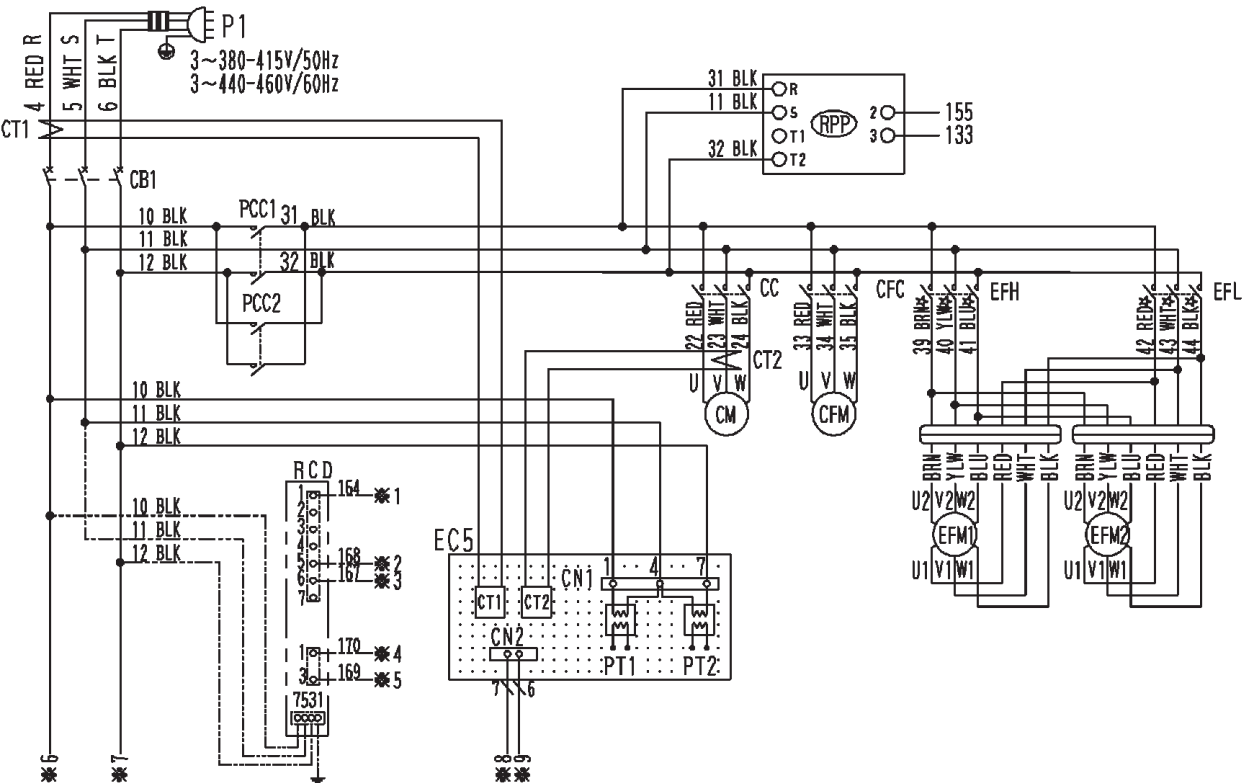 P1
3~380-415V/50Hz
3~440-460V/60Hz
4 RED R
5 WHT S
6 BLK T
CT1
CB1
31 BLK
11 BLK
32 BLK
R
S
T1
T2
RPP
2
3
155
133
10 BLK
11 BLK
12 BLK
PCC1
31 BLK
32 BLK
PCC2
CC
CFC
EFH
EFL
22 RED
23 WHT
24 BLK
33 RED
34 WHT
35 BLK
39 BRN☆
40 YLW☆
41 BLU☆
42 RED☆
43 WHT☆
44 BLK☆
CT2
U V W
CM
U V W
CFM
10 BLK
11 BLK
12 BLK
BRN
YLW
BLU
RED
WHT
BLK
BRN
YLW
BLU
RED
WHT
BLK
U2 V2 W2
EFM1
U1 V1 W1
U2 V2 W2
EFM2
U1 V1 W1
RCD
1
2
3
4
5
6
7
164 ※1
168 ※2
167 ※3
1
3
170 ※4
169 ※5
7531
10 BLK
11 BLK
12 BLK
EC5
CN1
1
4
7
CT1
CT2
CN2
PT1
PT2
7
6
※6
※7
※8
※9